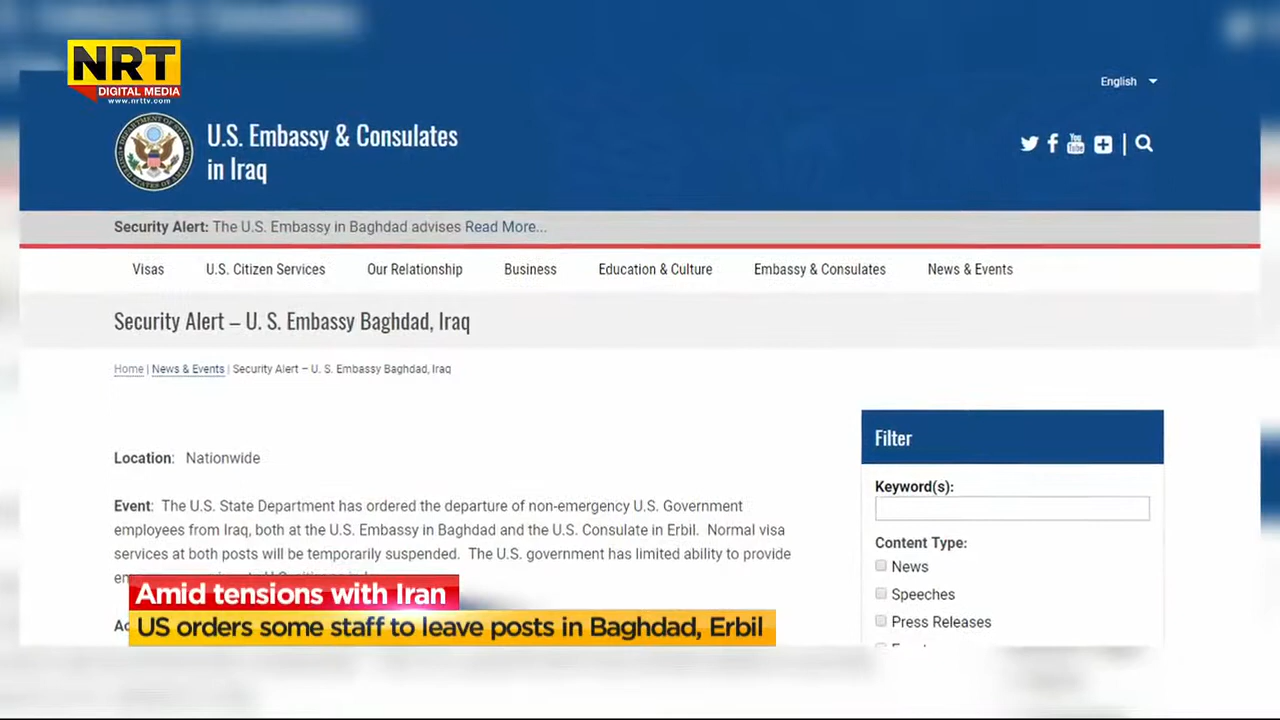 NRT
DIGITAL MEDIA
www.nrttv.com
English
U.S. Embassy & Consulates
in Iraq
Security Alert: The U.S. Embassy in Baghdad advises Read More...
Visas U.S. Citizen Services Our Relationship Business Education & Culture Embassy & Consulates News & Events
Security Alert – U. S. Embassy Baghdad, Iraq
Home | News & Events | Security Alert – U. S. Embassy Baghdad, Iraq
Location: Nationwide
Event: The U.S. State Department has ordered the departure of non-emergency U.S. Government
employees from Iraq, both at the U.S. Embassy in Baghdad and the U.S. Consulate in Erbil. Normal visa
services at both posts will be temporarily suspended. The U.S. government has limited ability to provide
Filter
Keyword(s):
Content Type:
News
Speeches
Press Releases
Amid tensions with Iran
US orders some staff to leave posts in Baghdad, Erbil